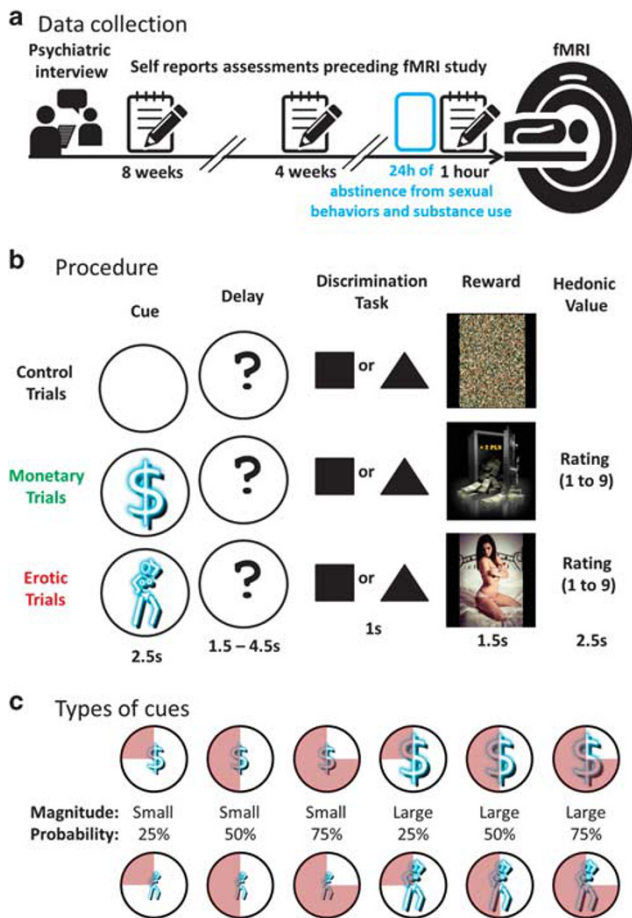 a Data collection
Psychiatric
interview
Self reports assessments preceding fMRI study
fMRI
8 weeks
4 weeks
24h of
abstinence from sexual
behaviors and substance use
1 hour
b Procedure
Cue
Delay
Discrimination
Task
Reward
Hedonic
Value
Control
Trials
?
or
Monetary
Trials
$
?
or
+ 2 PLN
Rating
(1 to 9)
Erotic
Trials
?
or
Rating
(1 to 9)
2.5s
1.5 – 4.5s
1s
1.5s
2.5s
c Types of cues
$ $ $ $ $ $
Magnitude: Small Small Small Large Large Large
Probability: 25% 50% 75% 25% 50% 75%